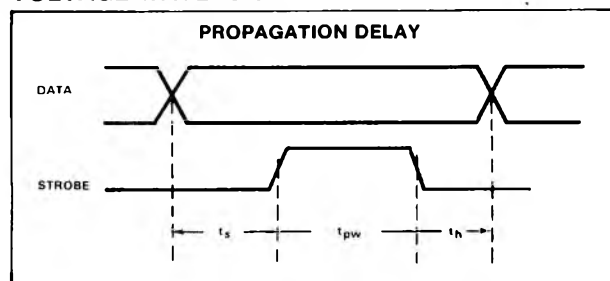 PROPAGATION DELAY
DATA
STROBE
ts
tpw
th